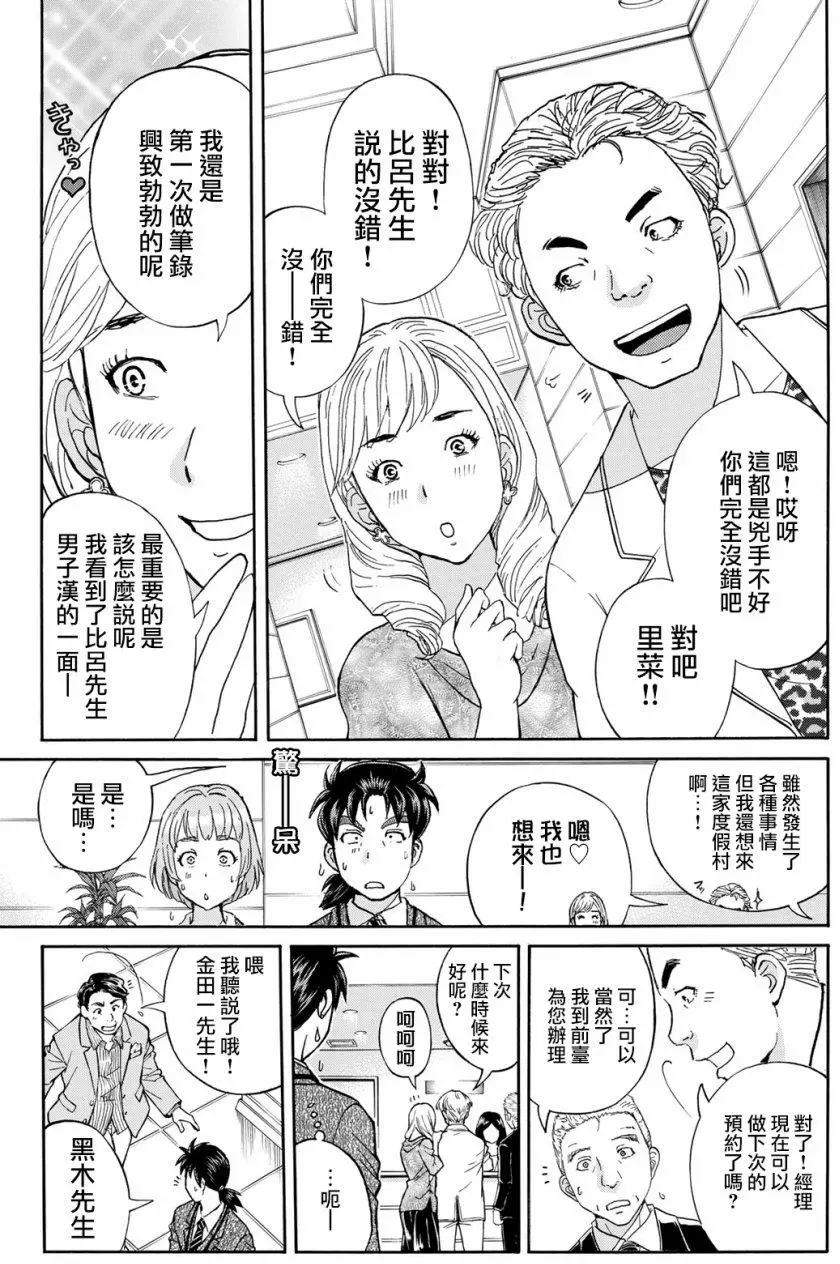 嗯！哎呀
這都是兇手不好
你們完全沒錯吧
對吧
里菜!!
對對！
比呂先生
說的沒錯！
你們完全
沒—錯！
我還是
第一次做筆錄
興致勃勃的呢
きゃっ♥
最重要的是
該怎麼說呢
我看到了比呂先生
男子漢的一面—
雖然發生了
各種事情
但我還想來
這家度假村
啊…！
嗯♡
我也
想來—！
驚—呆
是…
是嗎…
對了！經理
現在可以
做下次的
預約了嗎？
可…可以
當然了
我到前臺
為您辦理
下次
什麼時候來
好呢？
呵呵呵
…呃—
喂
我聽説了哦！
金田一先生！
黑木先生